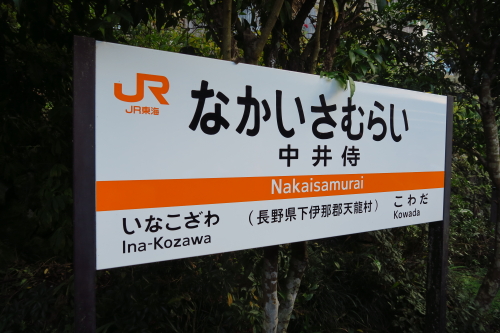 JR
JR東海
なかいさむらい
中井侍
Nakaisamurai
いなこざわ
Ina-Kozawa
（長野県下伊那郡天龍村）
こわだ
Kowada